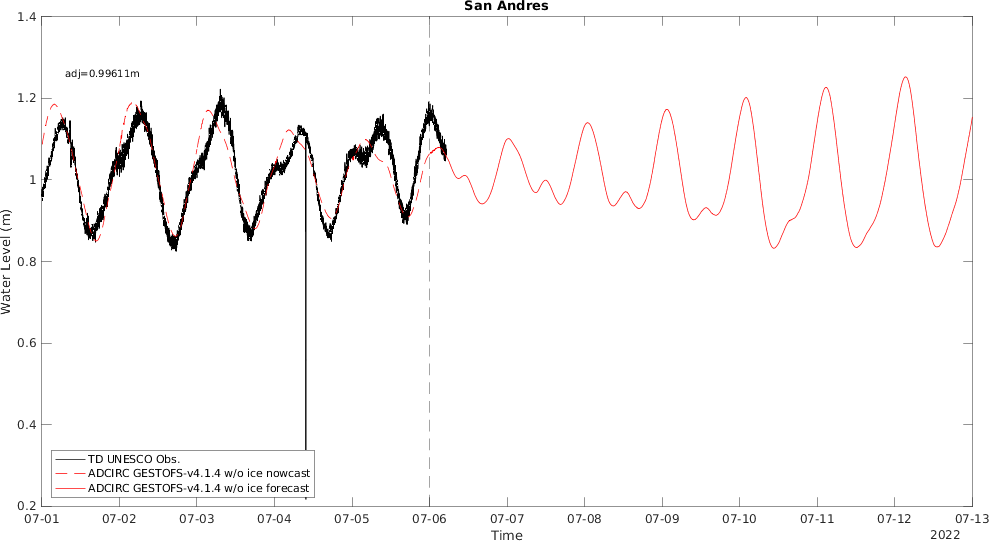 San Andres
1.4
adj=0.99611m
1.2
1
0.8
0.6
0.4
0.2
Water Level (m)
TD UNESCO Obs.
ADCIRC GESTOFS-v4.1.4 w/o ice nowcast
ADCIRC GESTOFS-v4.1.4 w/o ice forecast
07-01 07-02 07-03 07-04 07-05 07-06 07-07 07-08 07-09 07-10 07-11 07-12 07-13
Time
2022